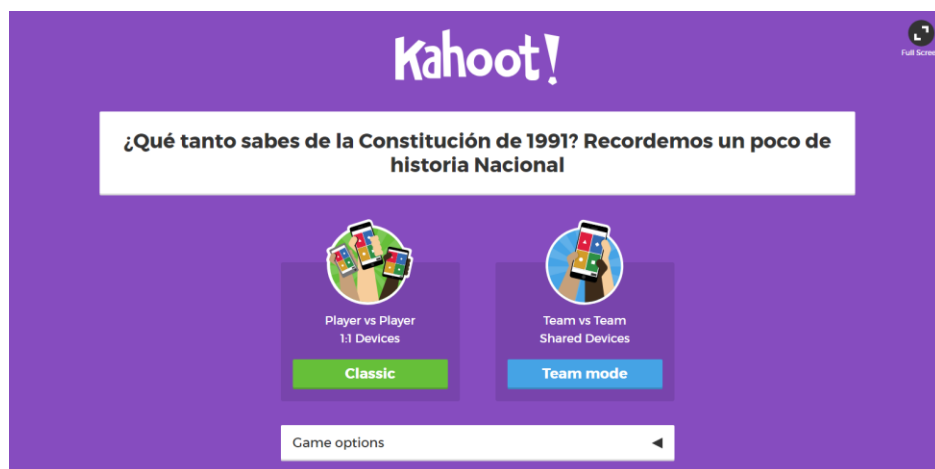 Kahoot!
Full Scree
¿Qué tanto sabes de la Constitución de 1991? Recordemos un poco de
historia Nacional
Player vs Player
1:1 Devices
Classic
Team vs Team
Shared Devices
Team mode
Game options